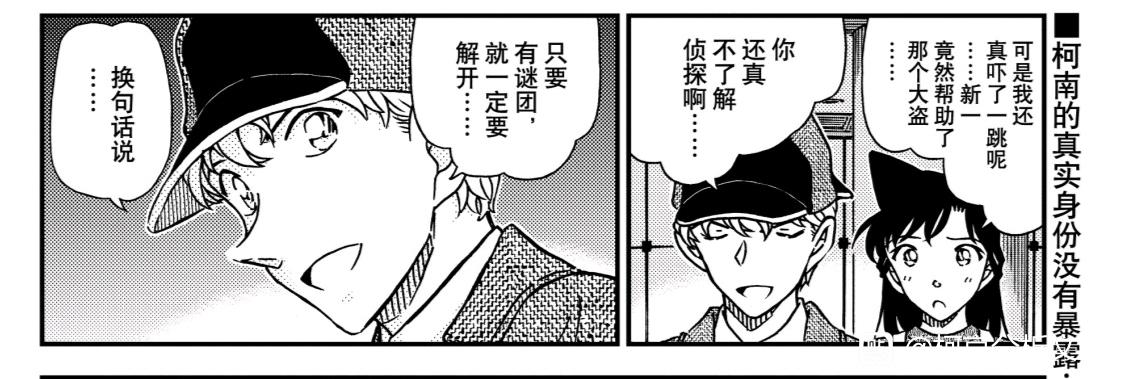 ■柯南的真实身份没有暴露
可是我还
真吓了一跳呢
……新一
竟然帮助了
那个大盗
……
你
还真
不了解
侦探啊……
只要
有谜团，
就一定要
解开……
换句话说
……